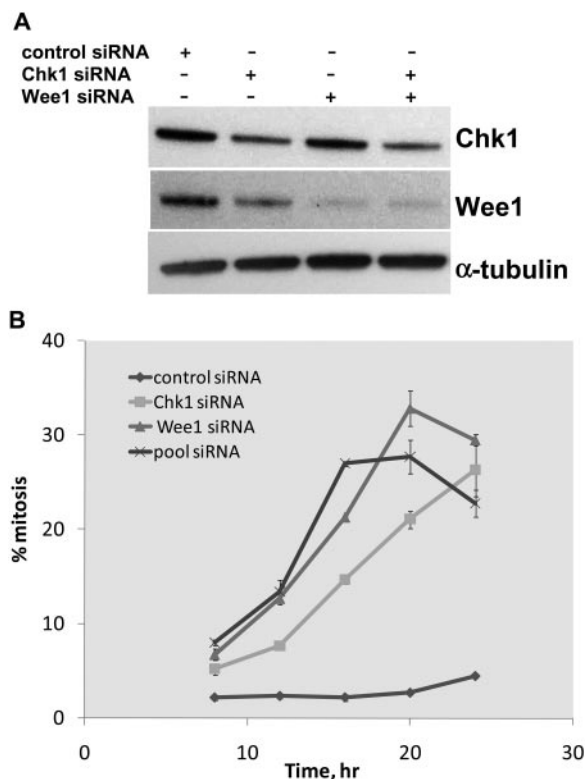 A
control siRNA + - - -
Chk1 siRNA - + - +
Wee1 siRNA - - + +
Chk1
Wee1
α-tubulin
B
40
30
20
10
0
% mitosis
control siRNA
Chk1 siRNA
Wee1 siRNA
pool siRNA
0 10 20 30
Time, hr